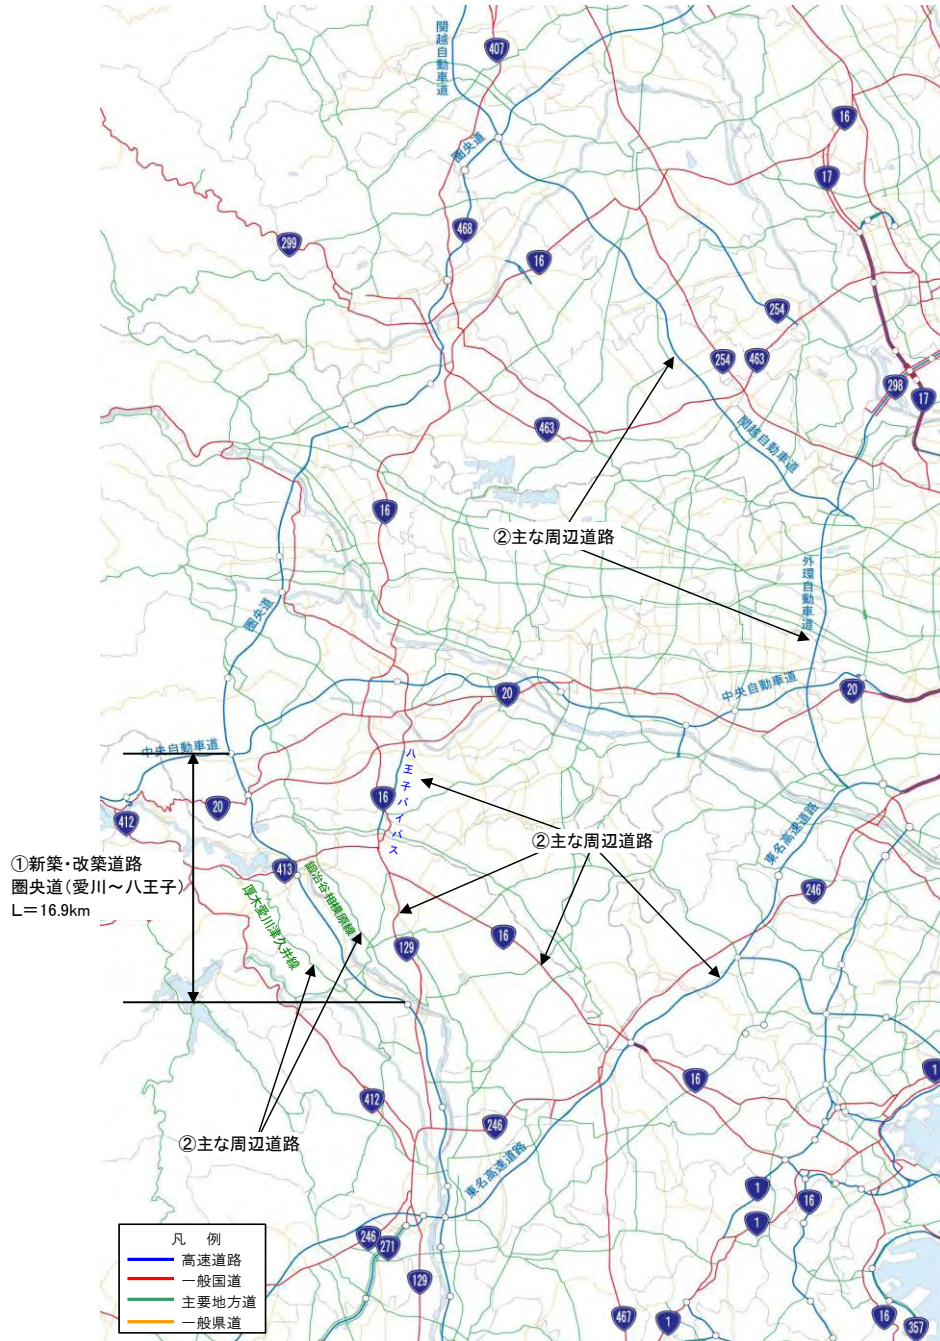 関越自動車道
407
16
圏央道
17
299
468
16
254
254
463
298
17
463
関越自動車道
16
②主な周辺道路
外環自動車道
圏央道
中央自動車道
20
20
中央自動車道
八王子バイパス
16
20
412
東名高速道路
②主な周辺道路
①新築・改築道路
圏央道(愛川~八王子)
L=16.9km
413
鍛冶谷相模原線
厚木愛川津久井線
246
16
129
1
16
412
246
②主な周辺道路
東名高速道路
1
16
1
246
271
129
467
1
16
357
凡 例
高速道路
一般国道
主要地方道
一般県道